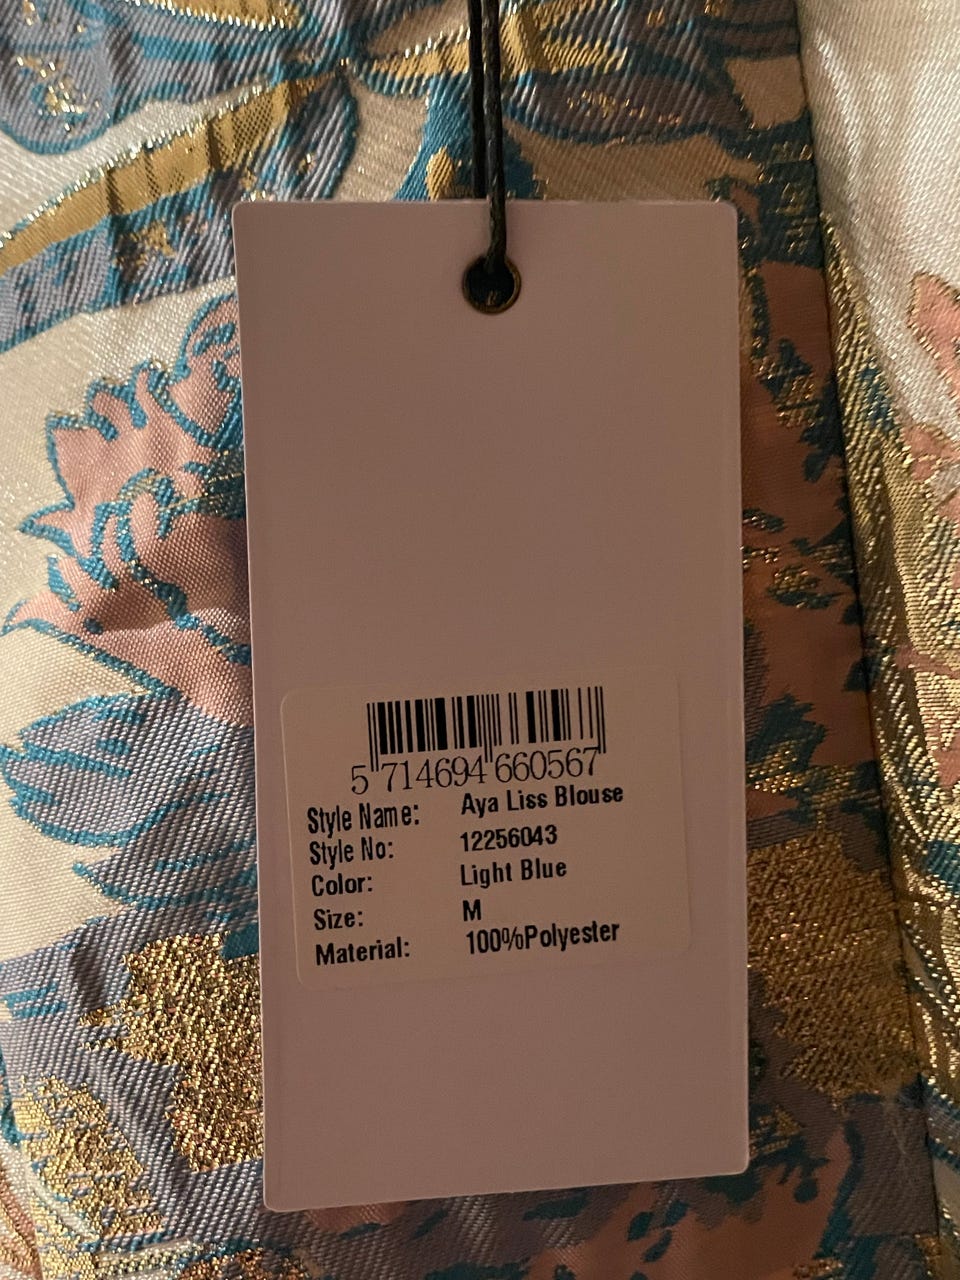 5 714694 660567
Style Name: Aya Liss Blouse
Style No: 12256043
Color: Light Blue
Size: M
Material: 100%Polyester